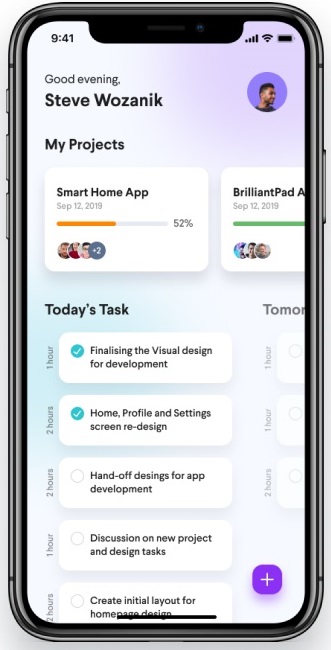 9:41
Good evening,
Steve Wozanik
My Projects
Smart Home App
Sep 12, 2019
52%
+2
BrilliantPad A
Sep 12, 2019
Today's Task
Tomor
1 hour
Finalising the Visual design
for development
2 hours
Home, Profile and Settings
screen re-design
2 hours
Hand-off desings for app
development
1 hour
Discussion on new project
and design tasks
2 hours
Create initial layout for
homepage design
1 hour
1 hour
2 hours